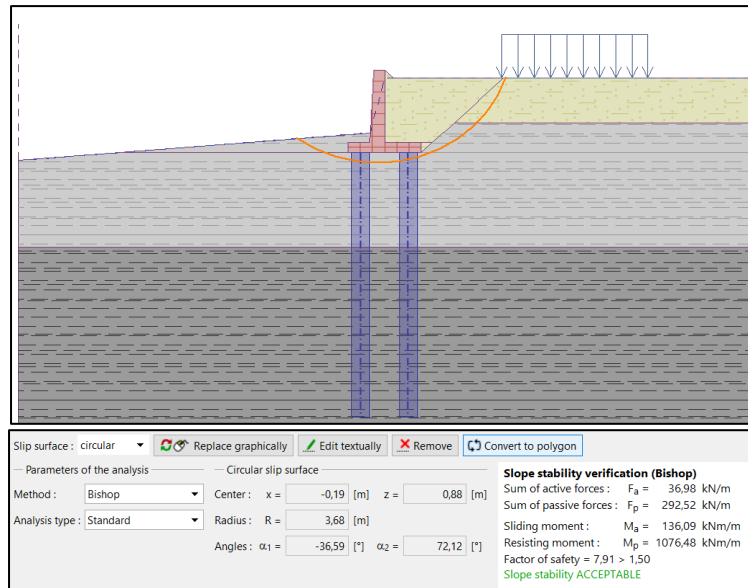 Slip surface : circular Replace graphically Edit textually Remove Convert to polygon
Parameters of the analysis
Method : Bishop
Analysis type : Standard
Circular slip surface
Center : x = -0,19 [m] z = 0,88 [m]
Radius : R = 3,68 [m]
Angles : α1 = -36,59 [°] α2 = 72,12 [°]
Slope stability verification (Bishop)
Sum of active forces : Fa = 36,98 kN/m
Sum of passive forces : Fp = 292,52 kN/m
Sliding moment : Ma = 136,09 kNm/m
Resisting moment : Mp = 1076,48 kNm/m
Factor of safety = 7,91 > 1,50
Slope stability ACCEPTABLE